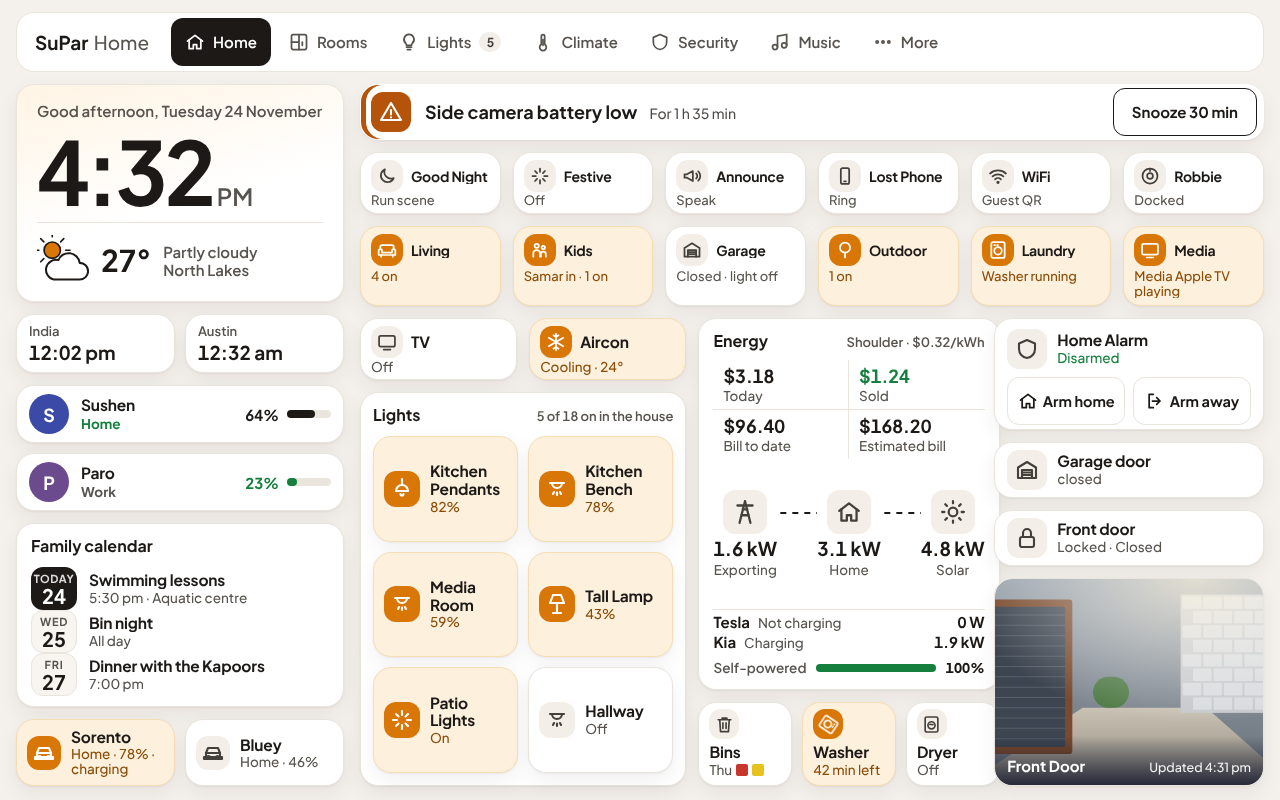 SuPar Home
Home
Rooms
Lights 5
Climate
Security
Music
More
Good afternoon, Tuesday 24 November
4:32 PM
27°
Partly cloudy
North Lakes
India
12:02 pm
Austin
12:32 am
S
Sushen
Home
64%
P
Paro
Work
23%
Family calendar
TODAY
24
Swimming lessons
5:30 pm · Aquatic centre
WED
25
Bin night
All day
FRI
27
Dinner with the Kapoors
7:00 pm
Sorento
Home · 78% ·
charging
Bluey
Home · 46%
Side camera battery low For 1 h 35 min
Snooze 30 min
Good Night
Run scene
Festive
Off
Announce
Speak
Lost Phone
Ring
WiFi
Guest QR
Robbie
Docked
Living
4 on
Kids
Samar in · 1 on
Garage
Closed · light off
Outdoor
1 on
Laundry
Washer running
Media
Media Apple TV
playing
TV
Off
Aircon
Cooling · 24°
Lights
5 of 18 on in the house
Kitchen
Pendants
82%
Kitchen
Bench
78%
Media
Room
59%
Tall Lamp
43%
Patio
Lights
On
Hallway
Off
Energy
Shoulder · $0.32/kWh
$3.18
Today
$1.24
Sold
$96.40
Bill to date
$168.20
Estimated bill
1.6 kW
Exporting
3.1 kW
Home
4.8 kW
Solar
Tesla Not charging 0 W
Kia Charging 1.9 kW
Self-powered 100%
Bins
Thu
Washer
42 min left
Dryer
Off
Home Alarm
Disarmed
Arm home
Arm away
Garage door
closed
Front door
Locked · Closed
Front Door
Updated 4:31 pm